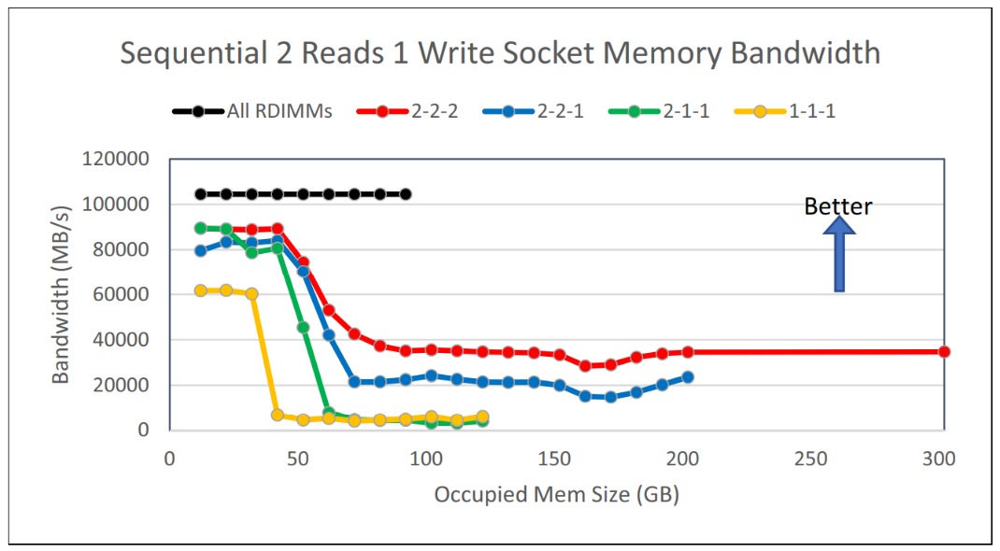 Sequential 2 Reads 1 Write Socket Memory Bandwidth
All RDIMMs 2-2-2 2-2-1 2-1-1 1-1-1
120000
100000
80000
60000
40000
20000
0
Bandwidth (MB/s)
Better
0 50 100 150 200 250 300
Occupied Mem Size (GB)